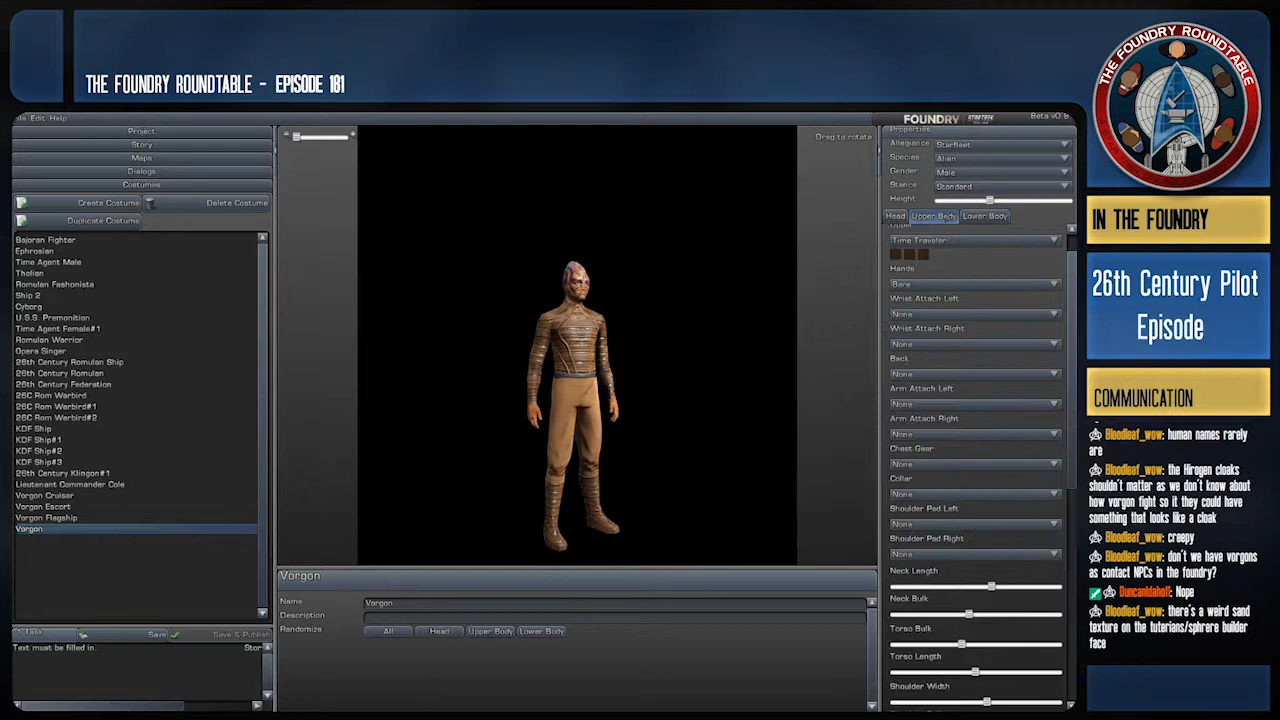 THE FOUNDRY ROUNDTABLE - EPISODE 181
THE FOUNDRY ROUNDTABLE
Edit Help
FOUNDRY
Project
Story
Maps
Dialogs
Costumes
Create Costume
Delete Costume
Duplicate Costume
Bajoran Fighter
Ephrosian
Time Agent Male
Tholian
Romulan Fashonista
Ship 2
Cyborg
U.S.S. Premonition
Time Agent Female#1
Romulan Warrior
Opera Singer
26th Century Romulan Ship
26th Century Romulan
26th Century Federation
26C Rom Warbird
26C Rom Warbird#1
26C Rom Warbird#2
KDF Ship
KDF Ship#1
KDF Ship#2
KDF Ship#3
26th Century Klingon#1
Lieutenant Commander Cole
Vorgon Cruiser
Vorgon Escort
Vorgon Flagship
Vorgon
1 Task
Save
Save & Publish
Text must be filled in.
Stor
Drag to rotate
Vorgon
Name
Vorgon
Description
Randomize
All
Head
Upper Body
Lower Body
Properties
Allegiance
Starfleet
Species
Alien
Gender
Male
Stance
Standard
Height
Head
Upper Body
Lower Body
Upper
Time Traveler
Hands
Bare
Wrist Attach Left
None
Wrist Attach Right
None
Back
None
Arm Attach Left
None
Arm Attach Right
None
Chest Gear
None
Collar
None
Shoulder Pad Left
None
Shoulder Pad Right
None
Neck Length
Neck Bulk
Torso Bulk
Torso Length
Shoulder Width
IN THE FOUNDRY
26th Century Pilot
Episode
COMMUNICATION
Bloodleaf_wow: human names rarely
are
Bloodleaf_wow: the Hirogen cloaks
shouldn't matter as we don't know about
how vorgon fight so it they could have
something that looks like a cloak
Bloodleaf_wow: creepy
Bloodleaf_wow: don't we have vorgons
as contact NPCs in the foundry?
DuncanIdaho11: Nope
Bloodleaf_wow: there's a weird sand
texture on the tuterians/sphrere builder
face